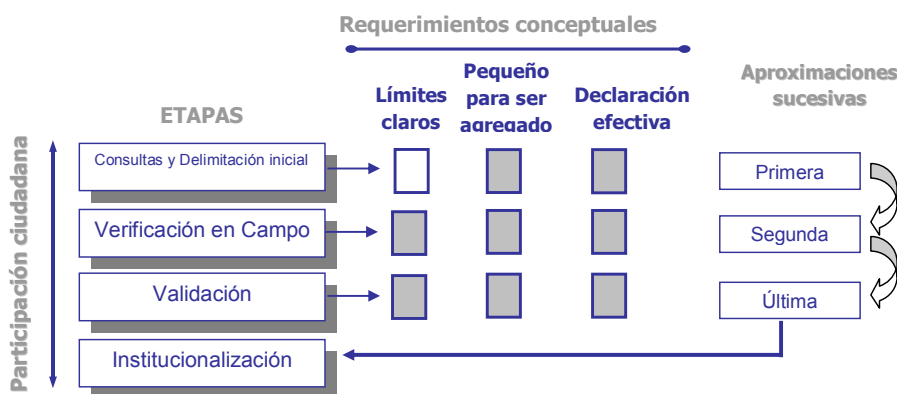 Requerimientos conceptuales
Límites
claros
Pequeño
para ser
agregado
Declaración
efectiva
Aproximaciones
sucesivas
ETAPAS
Participación ciudadana
Consultas y Delimitación inicial
Primera
Verificación en Campo
Segunda
Validación
Última
Institucionalización